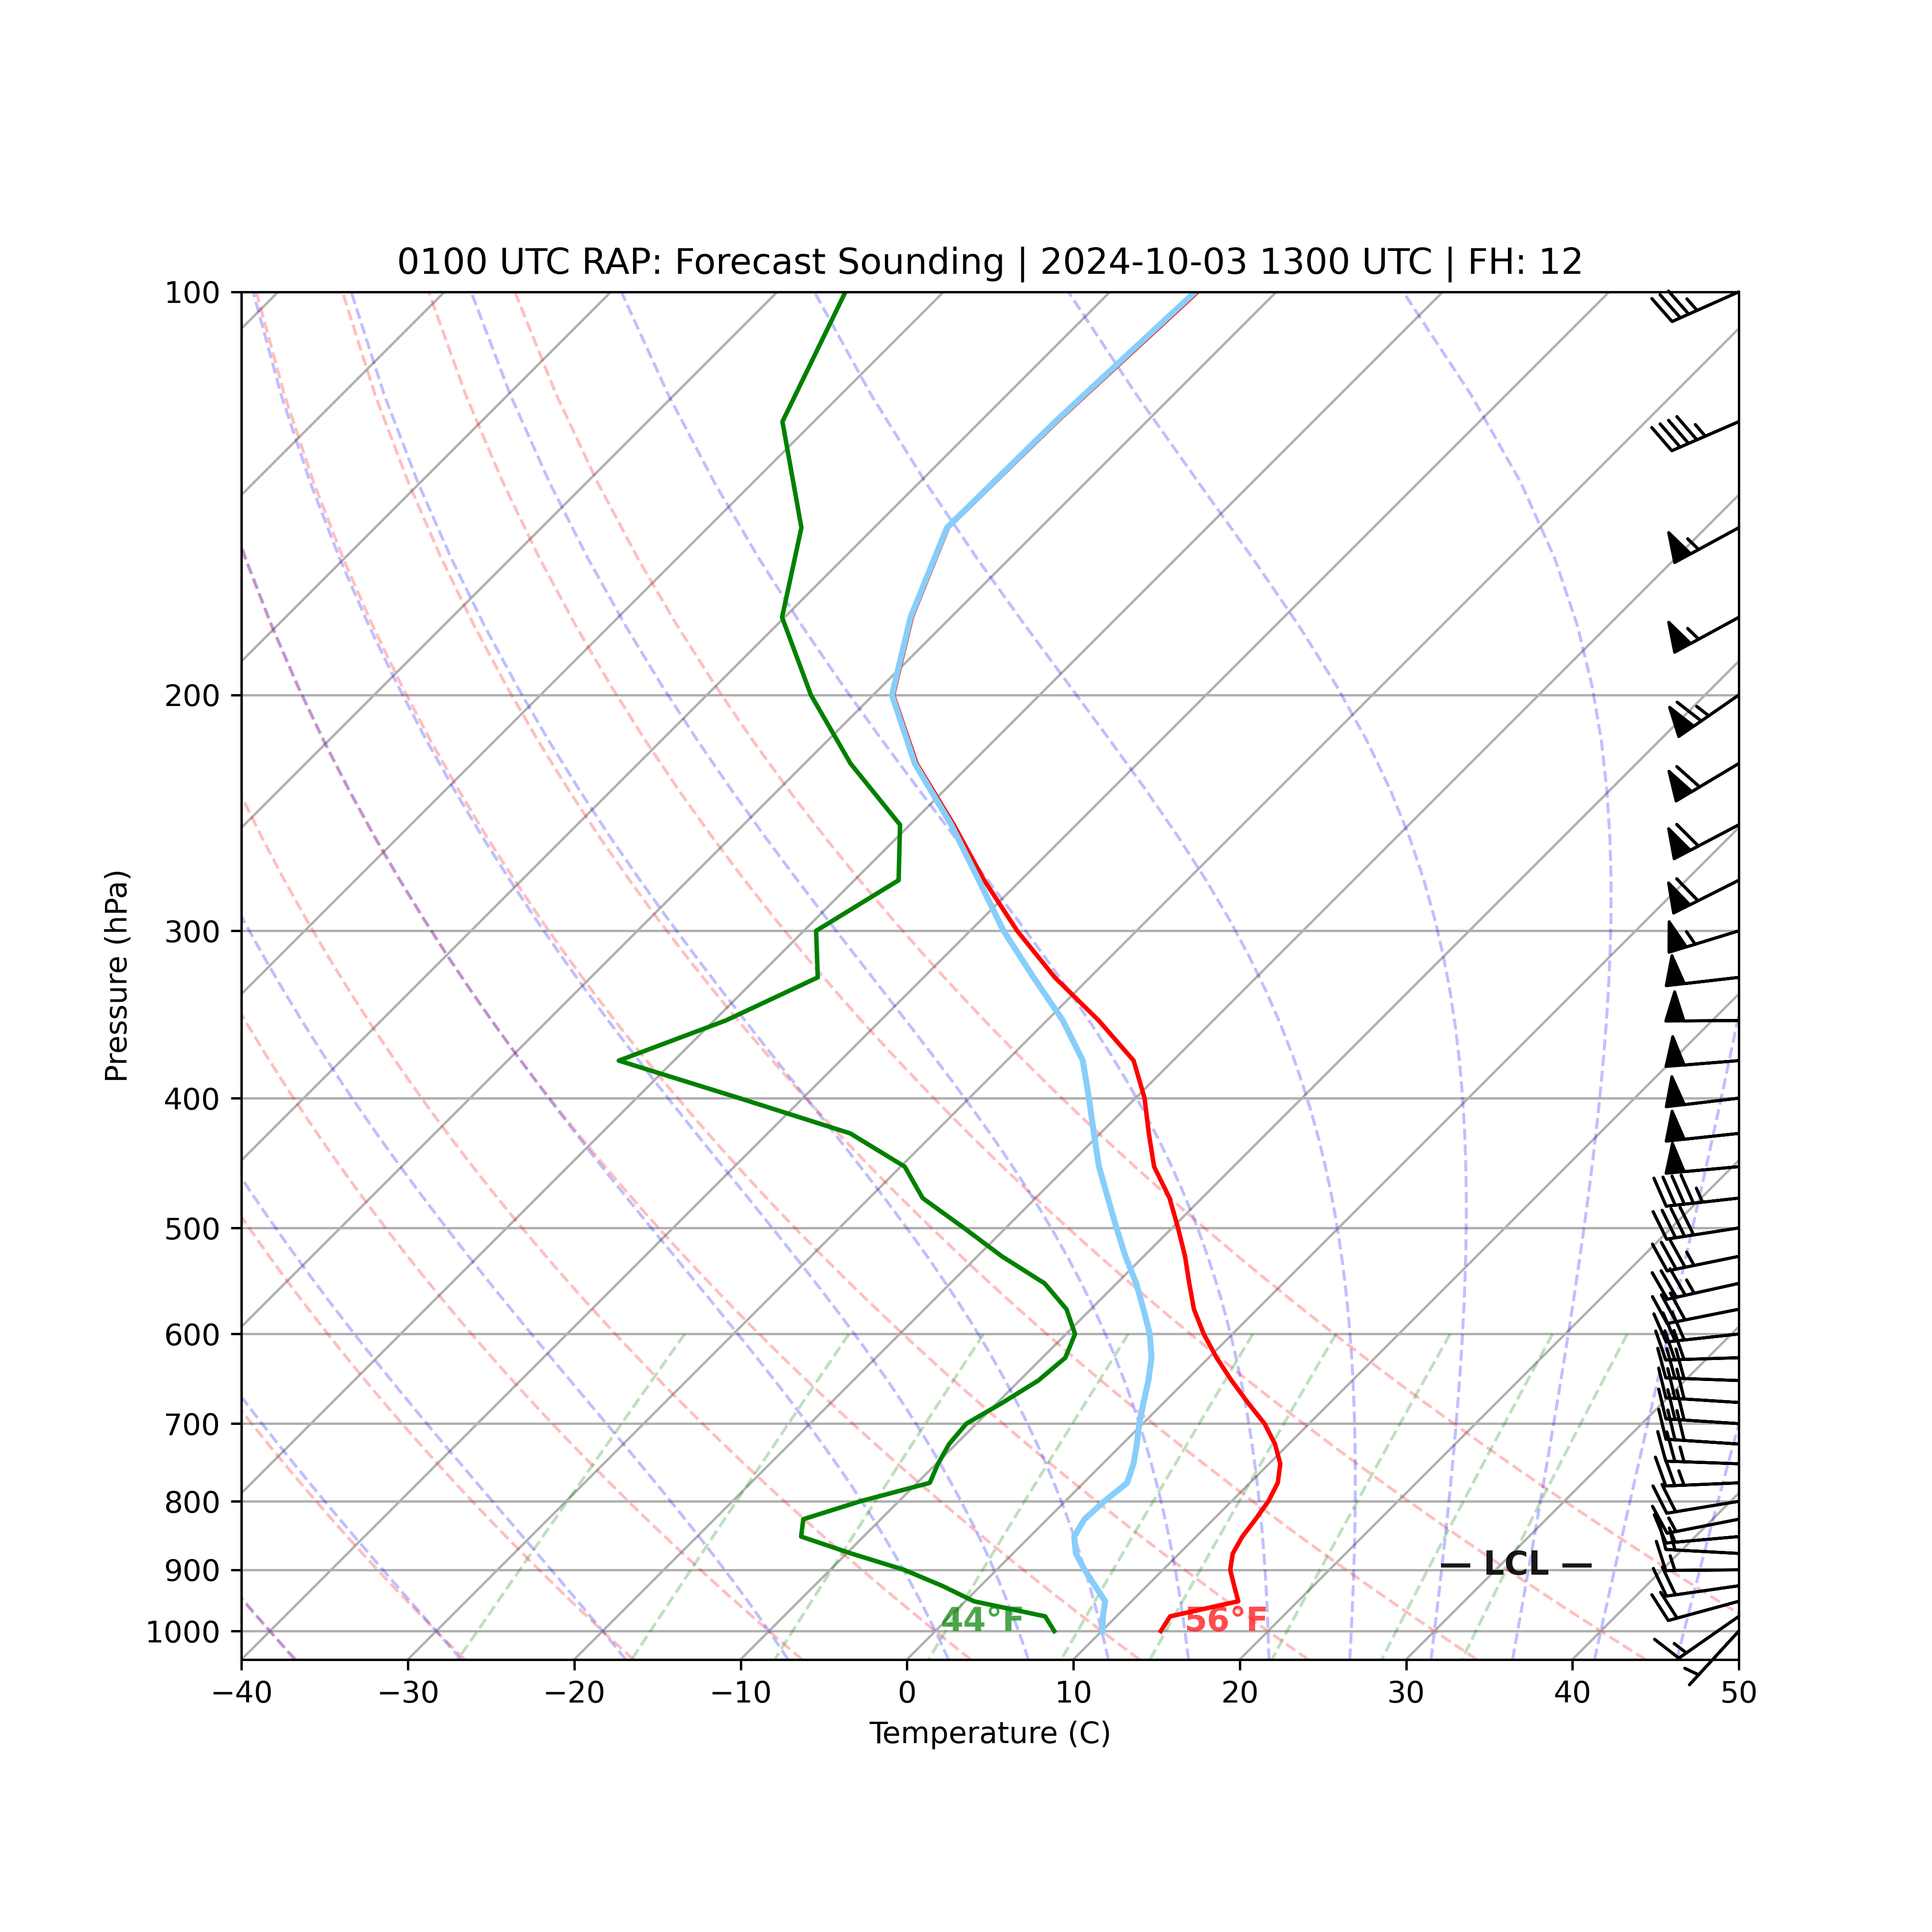 0100 UTC RAP: Forecast Sounding | 2024-10-03 1300 UTC | FH: 12
100
200
300
400
500
600
700
800
900
1000
Pressure (hPa)
— LCL —
44°F 56°F
−40 −30 −20 −10 0 10 20 30 40 50
Temperature (C)